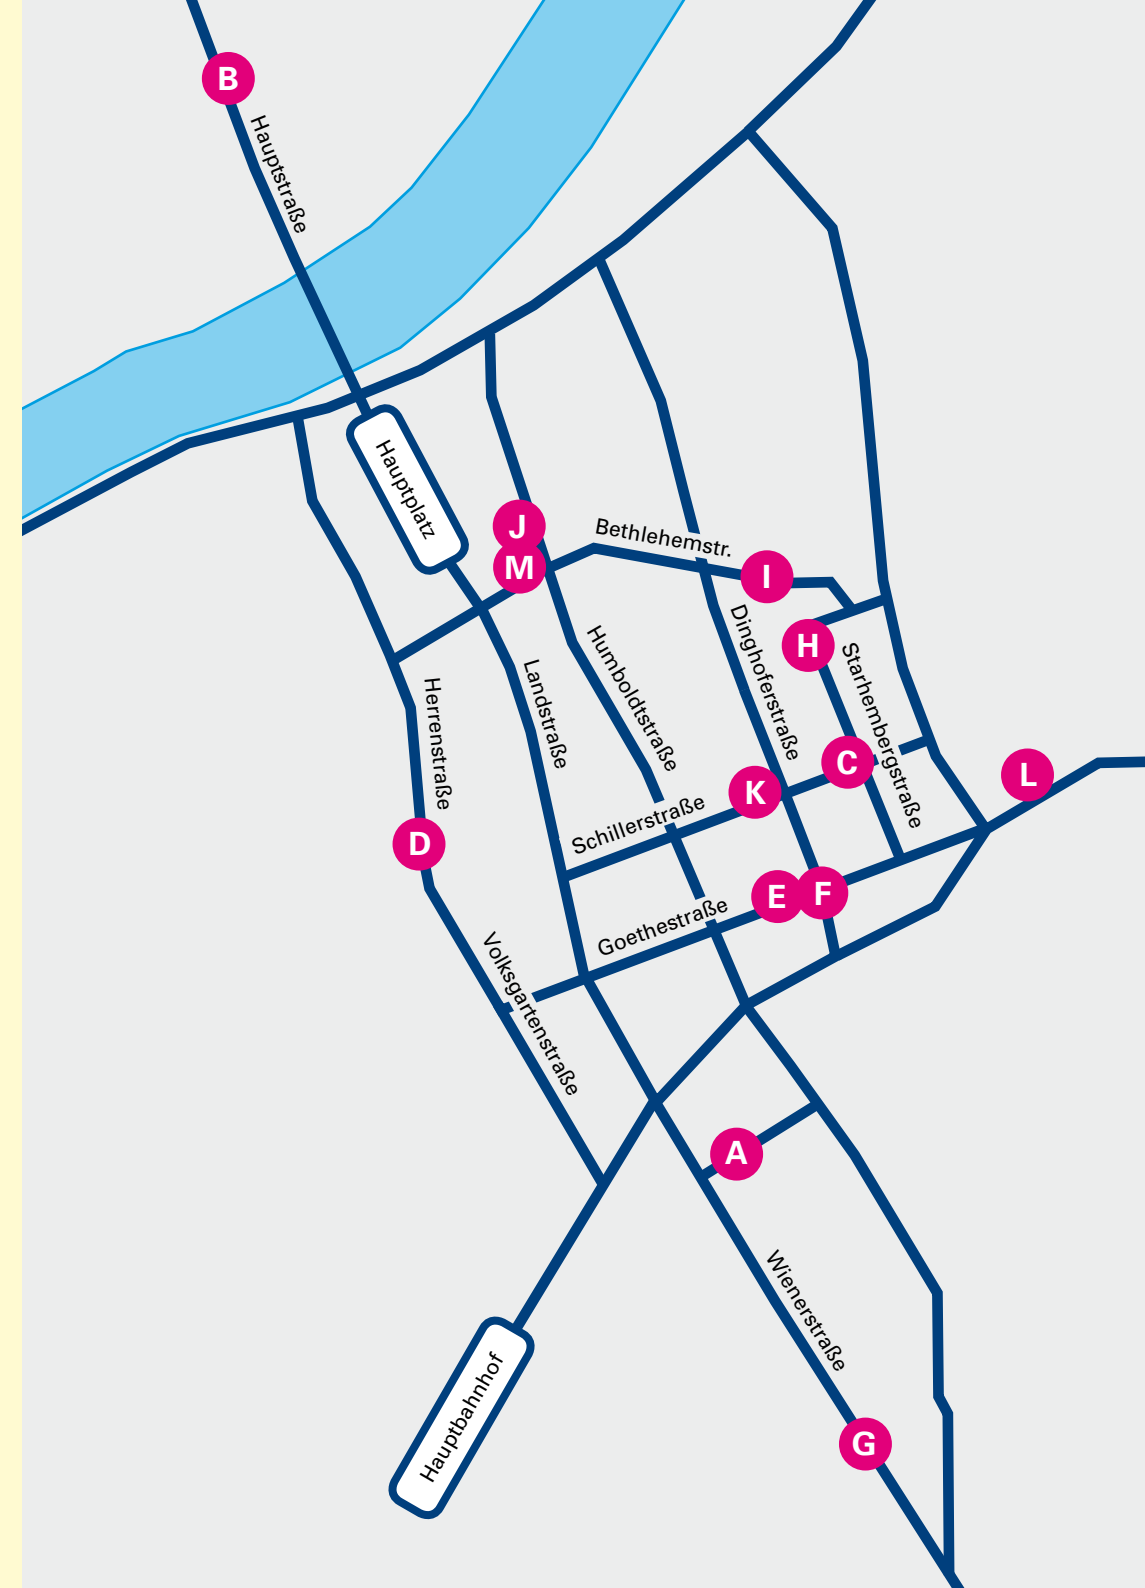 B
Hauptstraße
Hauptplatz
J
M
Bethlehemstr.
I
H
Dinghoferstraße
Humboldtstraße
Starhembergstraße
Landstraße
Herrenstraße
C
L
K
Schillerstraße
D
E
F
Goethestraße
Volksgartenstraße
A
Wienerstraße
Hauptbahnhof
G